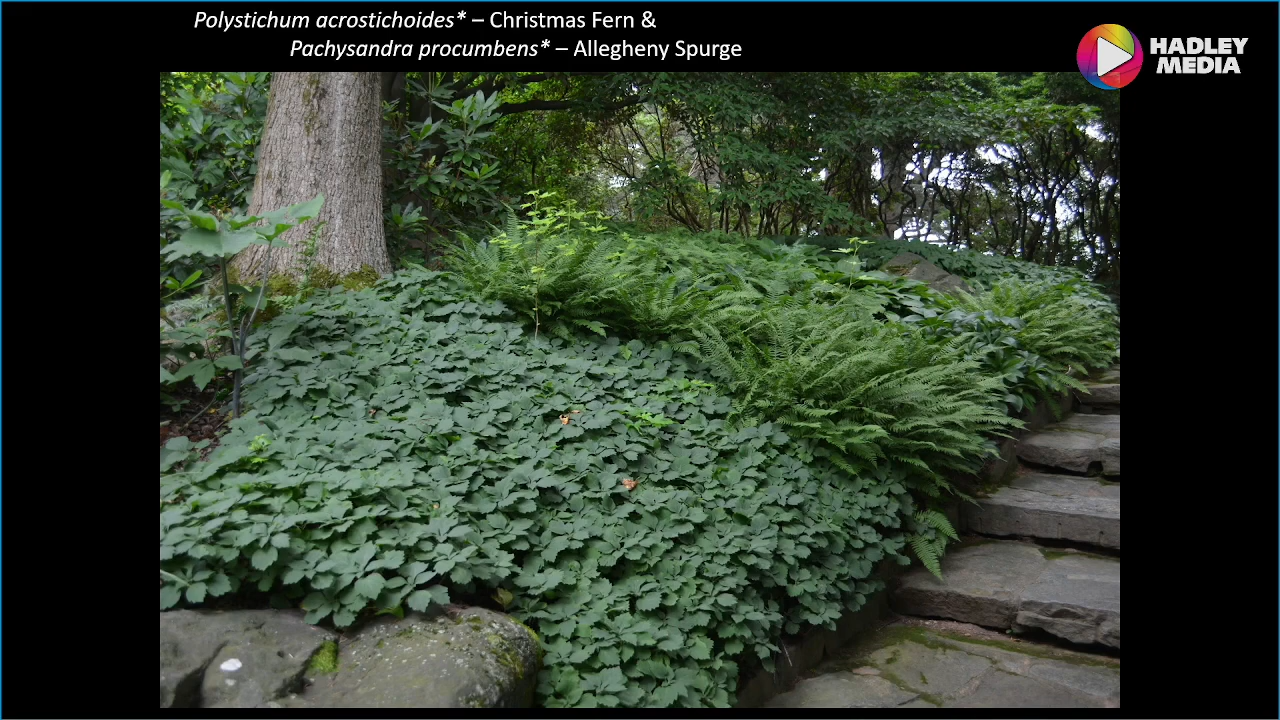 Polystichum acrostichoides* – Christmas Fern &
Pachysandra procumbens* – Allegheny Spurge
HADLEY
MEDIA